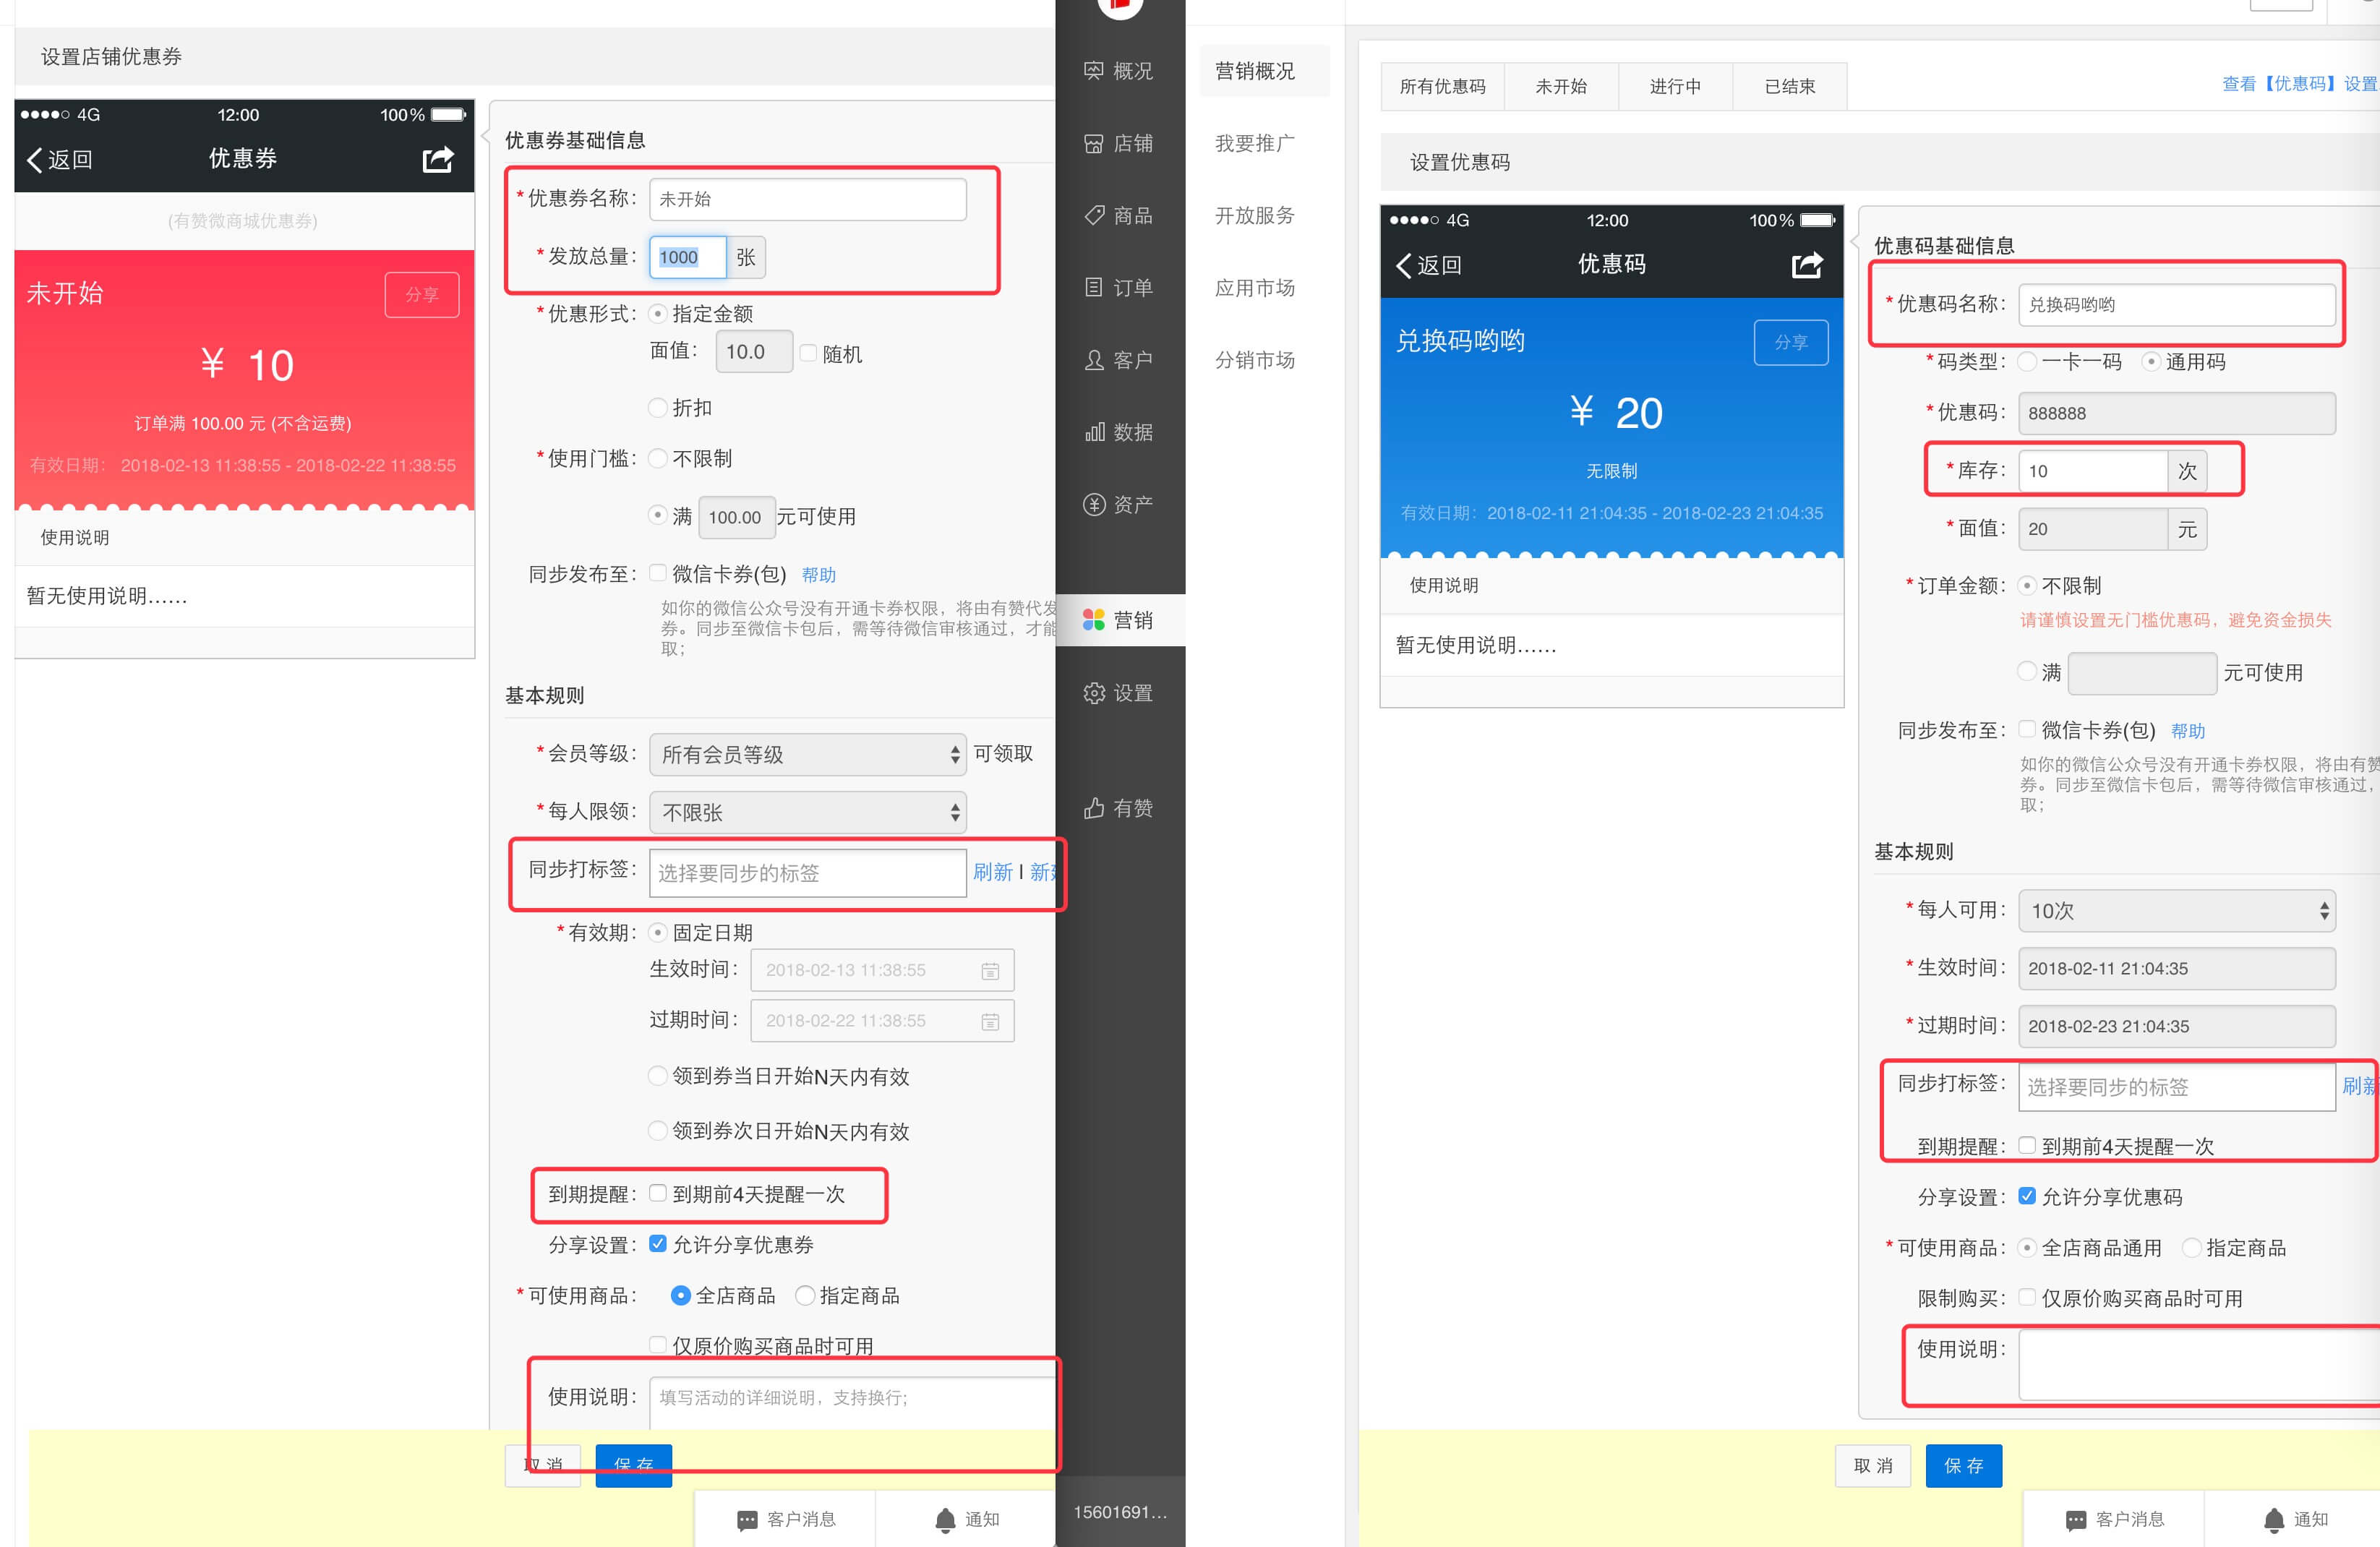 设置店铺优惠券
4G 12:00 100%
返回 优惠券
(有赞微商城优惠券)
未开始 分享
¥ 10
订单满 100.00 元 (不含运费)
有效日期: 2018-02-13 11:38:55 - 2018-02-22 11:38:55
使用说明
暂无使用说明......
优惠券基础信息
*优惠券名称: 未开始
*发放总量: 1000 张
*优惠形式: 指定金额
面值: 10.0 随机
折扣
*使用门槛: 不限制
满 100.00 元可使用
同步发布至: 微信卡券(包) 帮助
如你的微信公众号没有开通卡券权限，将由有赞代发
券。同步至微信卡包后，需等待微信审核通过，才能
取;
基本规则
*会员等级: 所有会员等级 可领取
*每人限领: 不限张
同步打标签: 选择要同步的标签 刷新 | 新
*有效期: 固定日期
生效时间: 2018-02-13 11:38:55
过期时间: 2018-02-22 11:38:55
领到券当日开始N天内有效
领到券次日开始N天内有效
到期提醒: 到期前4天提醒一次
分享设置: 允许分享优惠券
*可使用商品: 全店商品 指定商品
仅原价购买商品时可用
使用说明: 填写活动的详细说明，支持换行;
取消 保存
客户消息 通知
概况
店铺
商品
订单
客户
数据
资产
营销
设置
有赞
15601691...
营销概况
我要推广
开放服务
应用市场
分销市场
所有优惠码 未开始 进行中 已结束 查看【优惠码】设置
设置优惠码
4G 12:00 100%
返回 优惠码
兑换码哟哟 分享
¥ 20
无限制
有效日期: 2018-02-11 21:04:35 - 2018-02-23 21:04:35
使用说明
暂无使用说明......
优惠码基础信息
*优惠码名称: 兑换码哟哟
*码类型: 一卡一码 通用码
*优惠码: 888888
*库存: 10 次
*面值: 20 元
*订单金额: 不限制
请谨慎设置无门槛优惠码，避免资金损失
满 元可使用
同步发布至: 微信卡券(包) 帮助
如你的微信公众号没有开通卡券权限，将由有赞
券。同步至微信卡包后，需等待微信审核通过，
取;
基本规则
*每人可用: 10次
*生效时间: 2018-02-11 21:04:35
*过期时间: 2018-02-23 21:04:35
同步打标签: 选择要同步的标签 刷新
到期提醒: 到期前4天提醒一次
分享设置: 允许分享优惠码
*可使用商品: 全店商品通用 指定商品
限制购买: 仅原价购买商品时可用
使用说明:
取消 保存
客户消息 通知